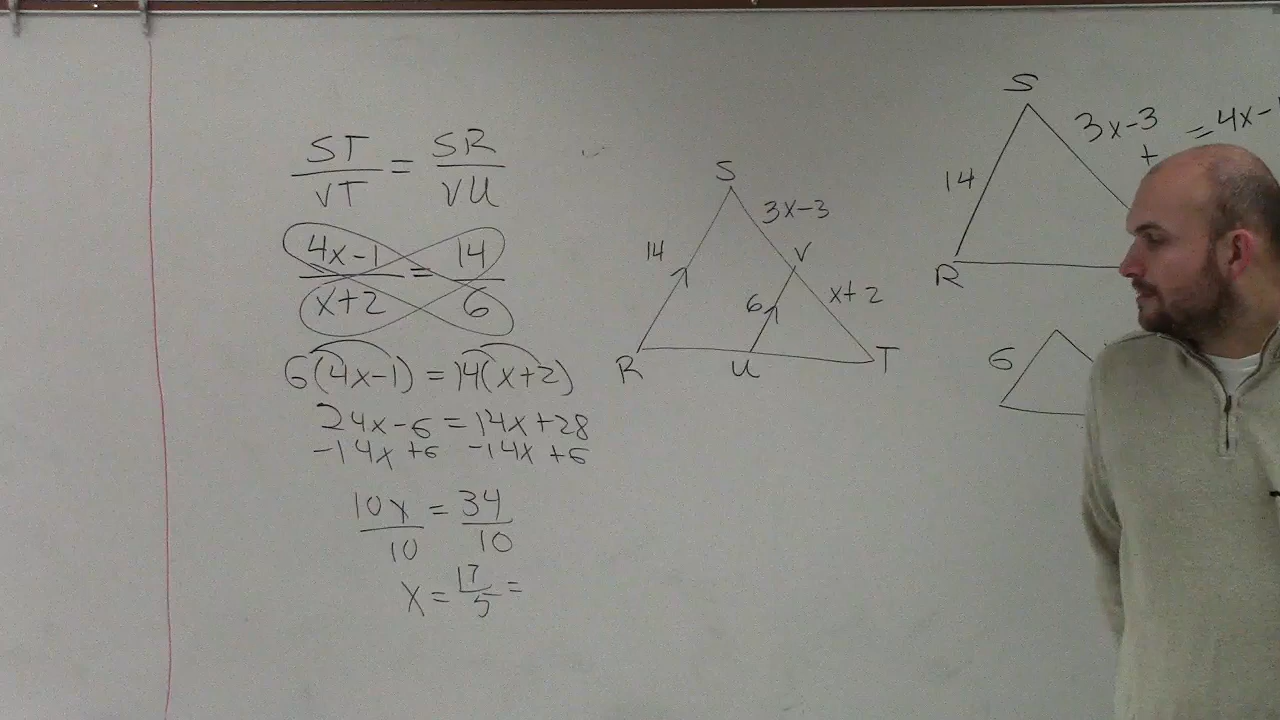 ST/VT = SR/VU
4x-1/x+2 = 14/6
6(4x-1) = 14(x+2)
24x-6 = 14x+28
-14x +6 -14x +6
10x/10 = 34/10
x = 17/5 =
S
3x-3
14
V
6
x+2
R
U
T
S
3x-3 = 4x-1
+
14
R
6